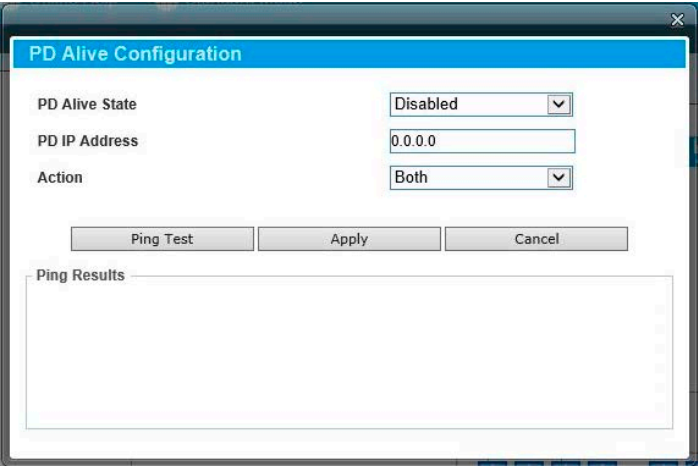 PD Alive Configuration
PD Alive State Disabled
PD IP Address 0.0.0.0
Action Both
Ping Test Apply Cancel
Ping Results